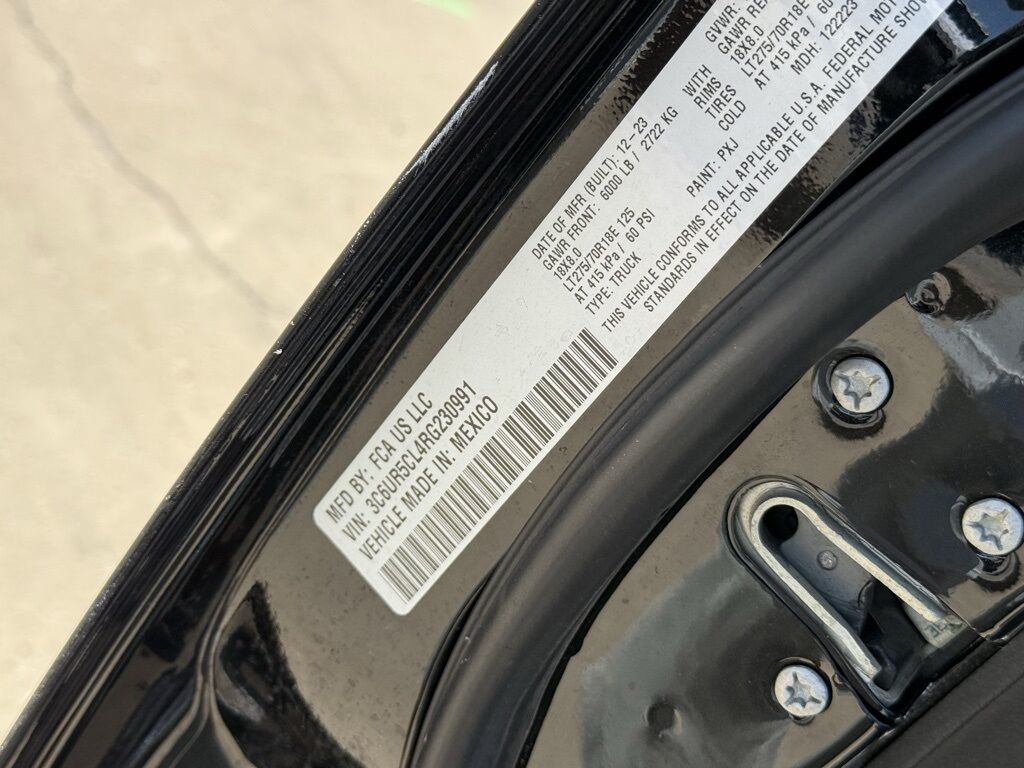 MFD BY: FCA US LLC
VIN: 3C6UR5CL4RG230991
VEHICLE MADE IN: MEXICO
DATE OF MFR (BUILT): 12-23
GAWR FRONT: 6000 LB / 2722 KG
18X8.0
LT275/70R18E 125
AT 415 kPa / 60 PSI
TYPE: TRUCK
THIS VEHICLE CONFORMS TO ALL APPLICABLE U.S.A. FEDERAL MOT
STANDARDS IN EFFECT ON THE DATE OF MANUFACTURE SHO
PAINT: PXJ
WITH
RIMS
TIRES
COLD
GVWR:
GAWR REA
18X8.0
LT275/70R18E
AT 415 kPa / 60
MDH: 122223